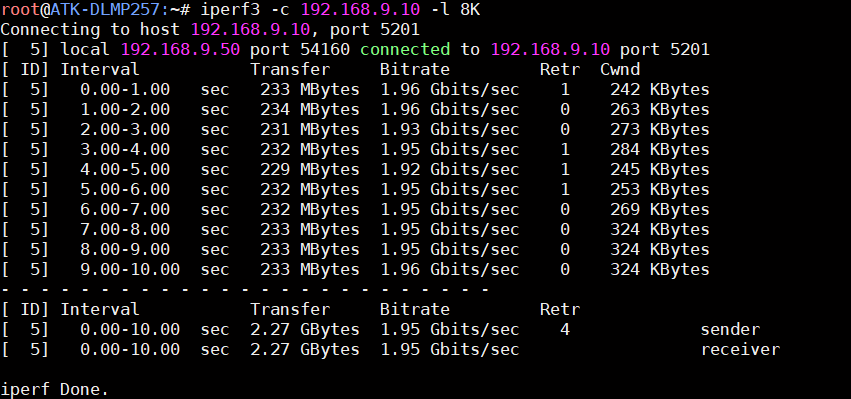 root@ATK-DLMP257:~# iperf3 -c 192.168.9.10 -l 8K
Connecting to host 192.168.9.10, port 5201
[  5] local 192.168.9.50 port 54160 connected to 192.168.9.10 port 5201
[ ID] Interval           Transfer     Bitrate         Retr  Cwnd
[  5]   0.00-1.00   sec   233 MBytes  1.96 Gbits/sec    1    242 KBytes
[  5]   1.00-2.00   sec   234 MBytes  1.96 Gbits/sec    0    263 KBytes
[  5]   2.00-3.00   sec   231 MBytes  1.93 Gbits/sec    0    273 KBytes
[  5]   3.00-4.00   sec   232 MBytes  1.95 Gbits/sec    1    284 KBytes
[  5]   4.00-5.00   sec   229 MBytes  1.92 Gbits/sec    1    245 KBytes
[  5]   5.00-6.00   sec   232 MBytes  1.95 Gbits/sec    1    253 KBytes
[  5]   6.00-7.00   sec   232 MBytes  1.95 Gbits/sec    0    269 KBytes
[  5]   7.00-8.00   sec   233 MBytes  1.95 Gbits/sec    0    324 KBytes
[  5]   8.00-9.00   sec   233 MBytes  1.95 Gbits/sec    0    324 KBytes
[  5]   9.00-10.00  sec   233 MBytes  1.96 Gbits/sec    0    324 KBytes
- - - - - - - - - - - - - - - - - - - - - - - - -
[ ID] Interval           Transfer     Bitrate         Retr
[  5]   0.00-10.00  sec  2.27 GBytes  1.95 Gbits/sec    4             sender
[  5]   0.00-10.00  sec  2.27 GBytes  1.95 Gbits/sec                  receiver
iperf Done.